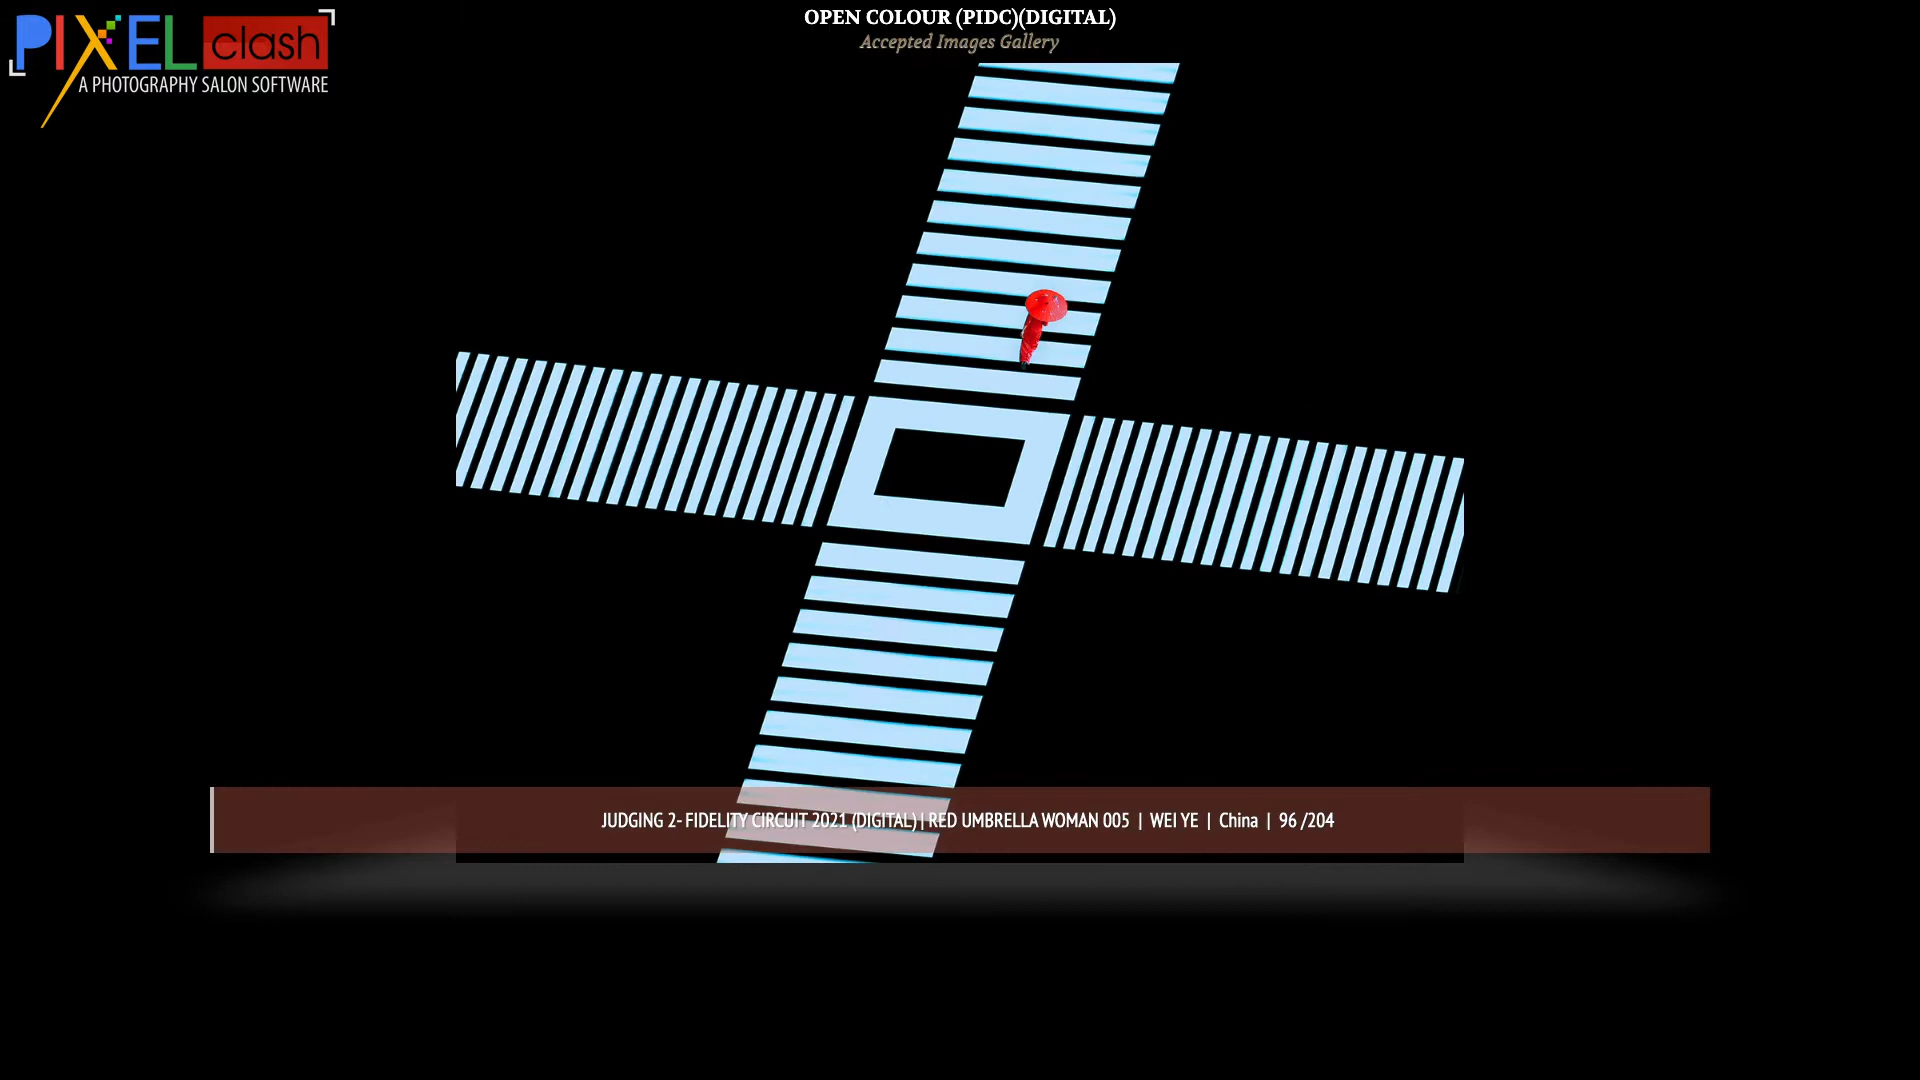 PIXEL clash
A PHOTOGRAPHY SALON SOFTWARE
OPEN COLOUR (PIDC)(DIGITAL)
Accepted Images Gallery
JUDGING 2- FIDELITY CIRCUIT 2021 (DIGITAL) | RED UMBRELLA WOMAN 005 | WEI YE | China | 96 /204